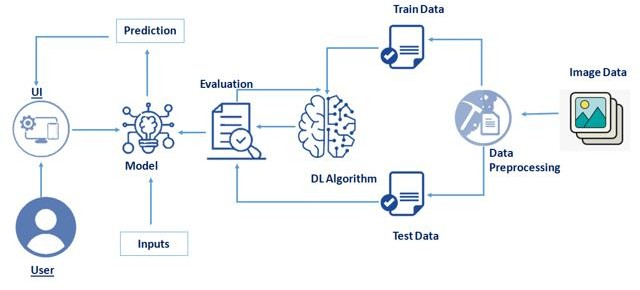 Train Data
Prediction
Image Data
UI
Evaluation
Model
DL Algorithm
Data
Preprocessing
Inputs
Test Data
User